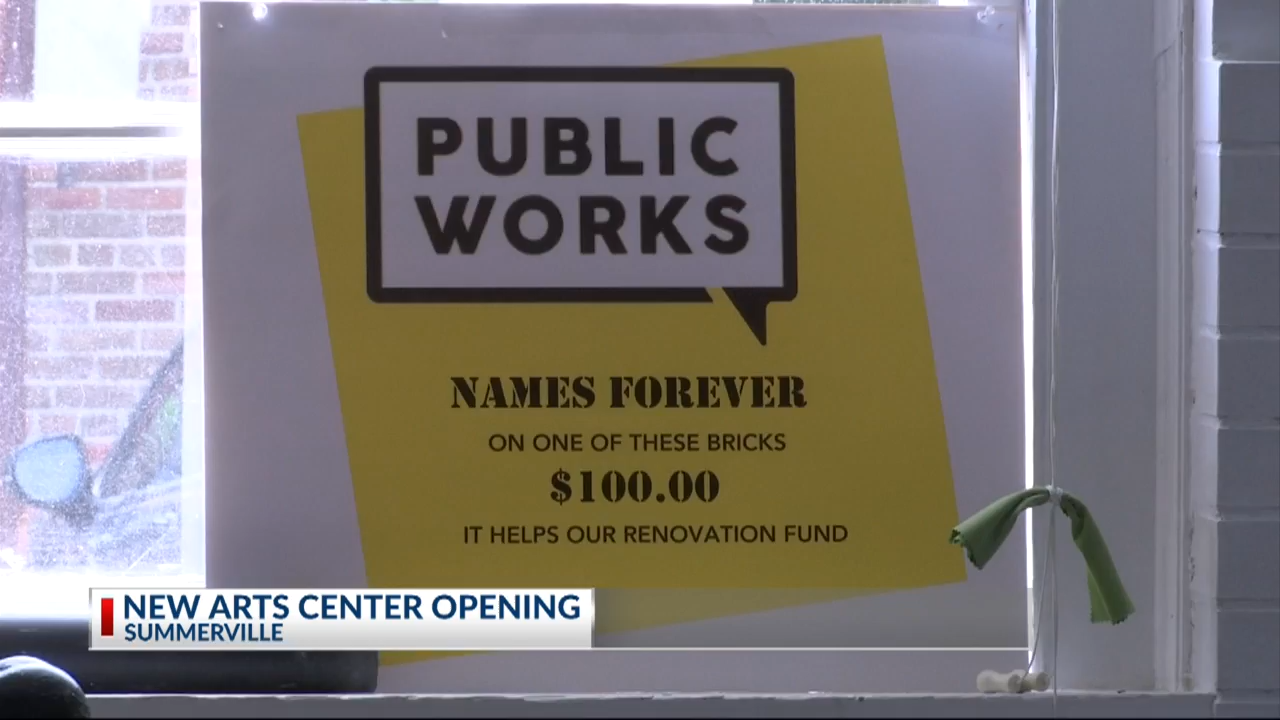 PUBLIC
WORKS
NAMES FOREVER
ON ONE OF THESE BRICKS
$100.00
IT HELPS OUR RENOVATION FUND
NEW ARTS CENTER OPENING
SUMMERVILLE